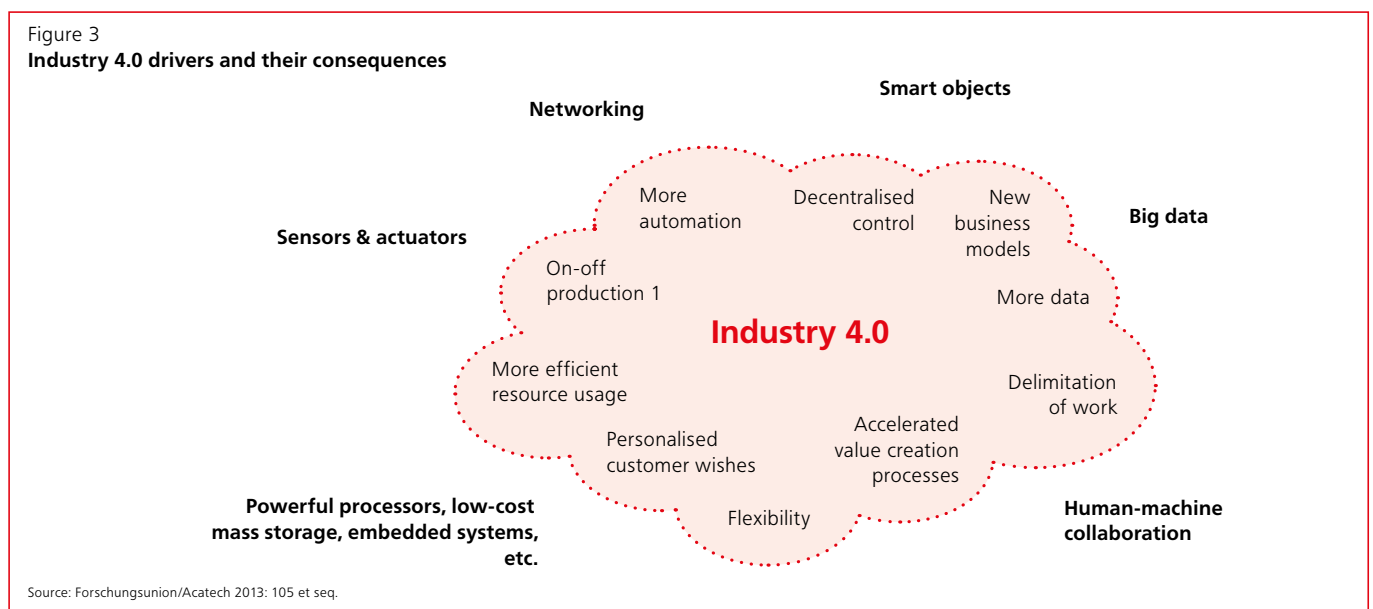 Figure 3
Industry 4.0 drivers and their consequences
Smart objects
Networking
More
automation
Decentralised
control
New
business
models
Big data
Sensors & actuators
On-off
production 1
More data
Industry 4.0
More efficient
resource usage
Delimitation
of work
Personalised
customer wishes
Accelerated
value creation
processes
Flexibility
Powerful processors, low-cost
mass storage, embedded systems,
etc.
Human-machine
collaboration
Source: Forschungsunion/Acatech 2013: 105 et seq.